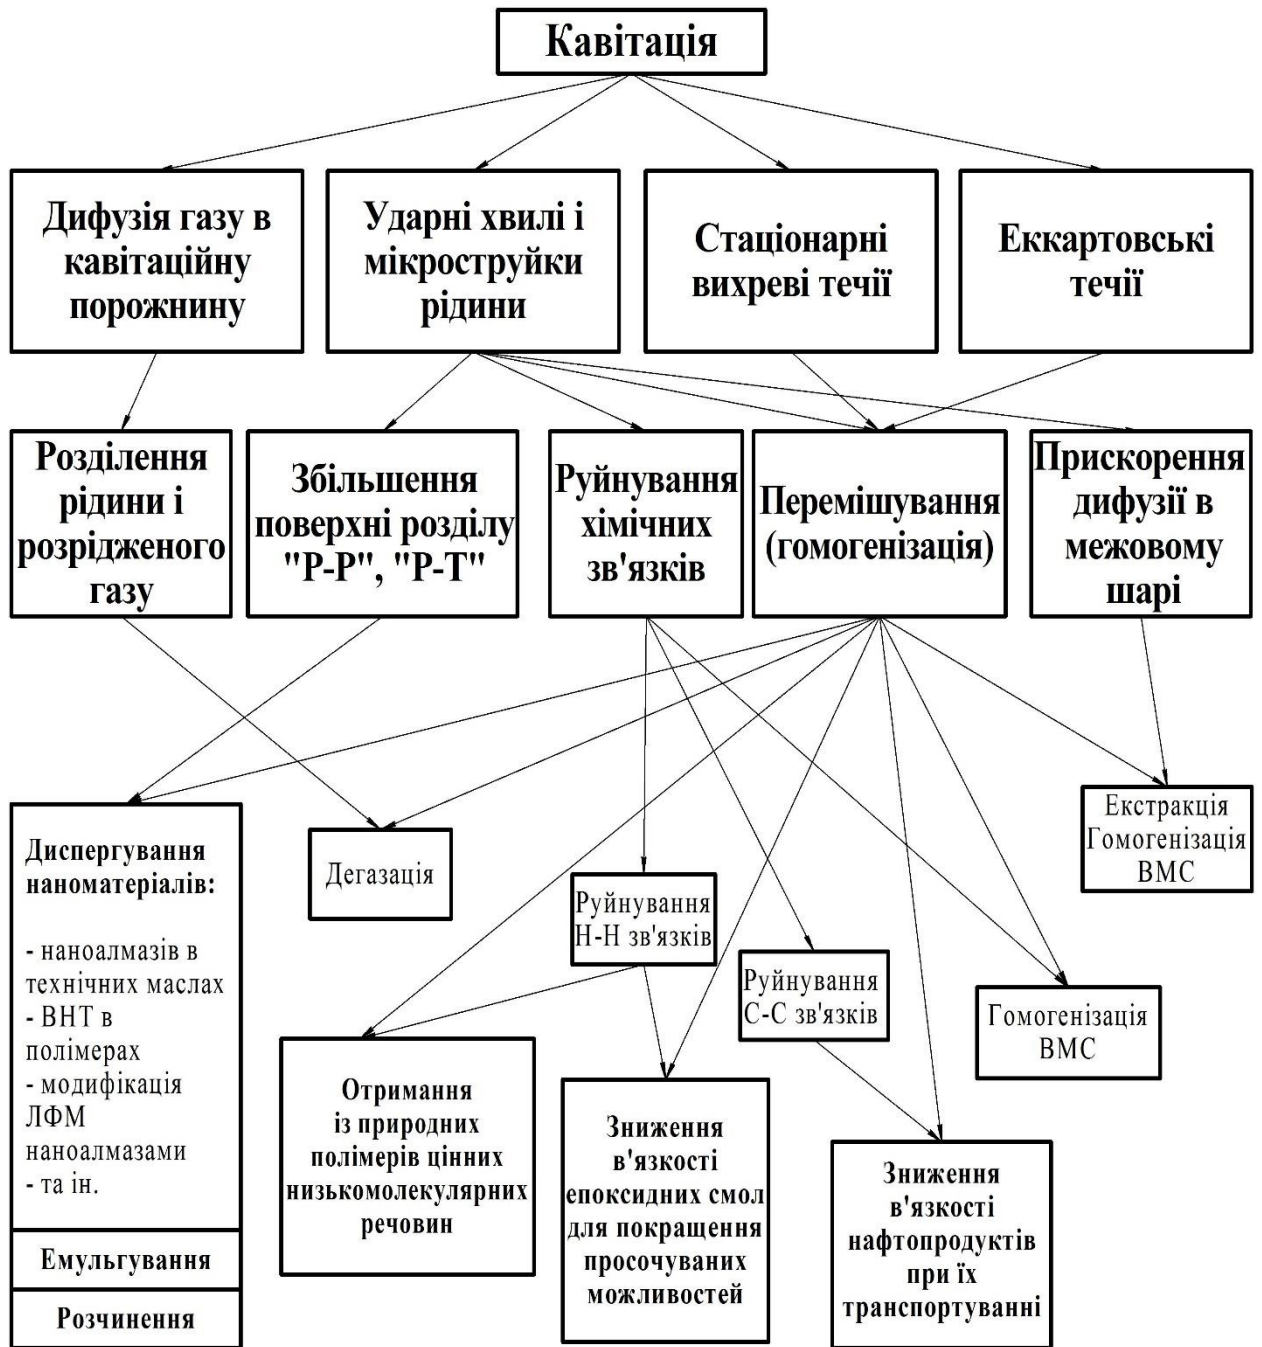 Кавітація
Дифузія газу в
кавітаційну
порожнину
Ударні хвилі і
мікроструйки
рідини
Стаціонарні
вихреві течії
Еккартовські
течії
Розділення
рідини і
розрідженого
газу
Збільшення
поверхні розділу
"Р-Р", "Р-Т"
Руйнування
хімічних
зв'язків
Перемішування
(гомогенізація)
Прискорення
дифузії в
межовому
шарі
Диспергування
наноматеріалів:
- наноалмазів в
технічних маслах
- ВНТ в
полімерах
- модифікація
ЛФМ
наноалмазами
- та ін.
Емульгування
Розчинення
Дегазація
Руйнування
Н-Н зв'язків
Руйнування
С-С зв'язків
Екстракція
Гомогенізація
ВМС
Гомогенізація
ВМС
Отримання
із природних
полімерів цінних
низькомолекулярних
речовин
Зниження
в'язкості
епоксидних смол
для покращення
просочуваних
можливостей
Зниження
в'язкості
нафтопродуктів
при їх
транспортуванні